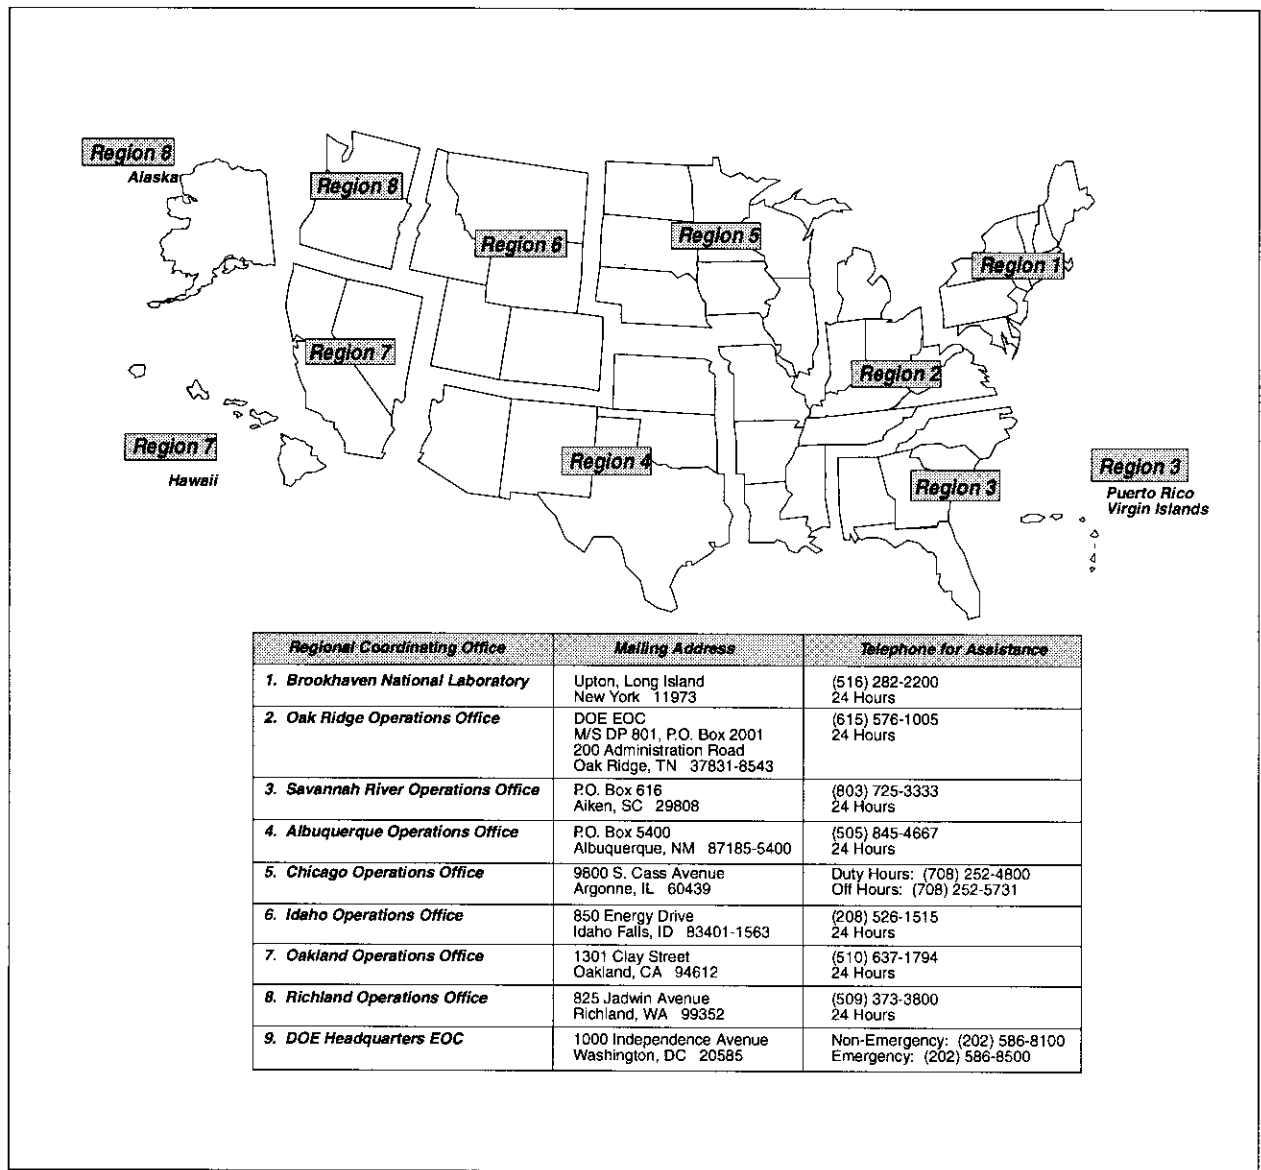 Region 8
Alaska
Region 8
Region 6
Region 5
Region 1
Region 7
Region 2
Region 7
Hawaii
Region 4
Region 3
Region 3
Puerto Rico
Virgin Islands
Regional Coordinating Office Mailing Address Telephone for Assistance
1. Brookhaven National Laboratory Upton, Long Island (516) 282-2200
New York 11973 24 Hours
2. Oak Ridge Operations Office DOE EOC (615) 576-1005
M/S DP 801, P.O. Box 2001 24 Hours
200 Administration Road
Oak Ridge, TN 37831-8543
3. Savannah River Operations Office P.O. Box 616 (803) 725-3333
Aiken, SC 29808 24 Hours
4. Albuquerque Operations Office P.O. Box 5400 (505) 845-4667
Albuquerque, NM 87185-5400 24 Hours
5. Chicago Operations Office 9800 S. Cass Avenue Duty Hours: (708) 252-4800
Argonne, IL 60439 Off Hours: (708) 252-5731
6. Idaho Operations Office 850 Energy Drive (208) 526-1515
Idaho Falls, ID 83401-1563 24 Hours
7. Oakland Operations Office 1301 Clay Street (510) 637-1794
Oakland, CA 94612 24 Hours
8. Richland Operations Office 825 Jadwin Avenue (509) 373-3800
Richland, WA 99352 24 Hours
9. DOE Headquarters EOC 1000 Independence Avenue Non-Emergency: (202) 586-8100
Washington, DC 20585 Emergency: (202) 586-8500